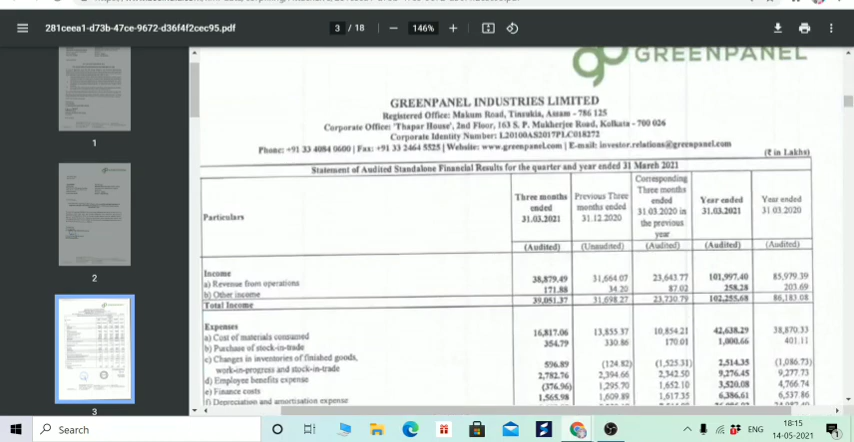 281ceea1-d73b-47ce-9672-d36f4f2cec95.pdf
3 / 18
146%
1
2
3
GREENPANEL
GREENPANEL INDUSTRIES LIMITED
Registered Office: Makum Road, Tinsukia, Assam - 786 125
Corporate Office: 'Thapar House', 2nd Floor, 163 S. P. Mukherjee Road, Kolkata - 700 026
Corporate Identity Number: L20100AS2017PLC018272
Phone: +91 33 4084 0600 | Fax: +91 33 2464 5525 | Website: www.greenpanel.com | E-mail: investor.relations@greenpanel.com
(₹ in Lakhs)
Statement of Audited Standalone Financial Results for the quarter and year ended 31 March 2021
Particulars
Three months ended 31.03.2021
Previous Three months ended 31.12.2020
Corresponding Three months ended 31.03.2020 in the previous year
Year ended 31.03.2021
Year ended 31.03.2020
(Audited) (Unaudited) (Audited) (Audited) (Audited)
Income
a) Revenue from operations 38,879.49 31,664.07 23,643.77 101,997.40 85,979.39
b) Other income 171.88 34.20 87.02 258.28 203.69
Total Income 39,051.37 31,698.27 23,730.79 102,255.68 86,183.08
Expenses
a) Cost of materials consumed 16,817.06 13,855.37 10,854.21 42,638.29 38,870.33
b) Purchase of stock-in-trade 354.79 330.86 170.01 1,000.66 401.11
c) Changes in inventories of finished goods,
work-in-progress and stock-in-trade 596.89 (124.82) (1,525.31) 2,514.35 (1,086.73)
d) Employee benefits expense 2,782.76 2,394.66 2,342.50 9,276.45 9,277.73
e) Finance costs (376.96) 1,295.70 1,652.10 3,520.08 4,766.74
f) Depreciation and amortisation expense 1,565.98 1,609.89 1,617.35 6,386.61 6,537.86
Search
ENG
18:15
14-05-2021